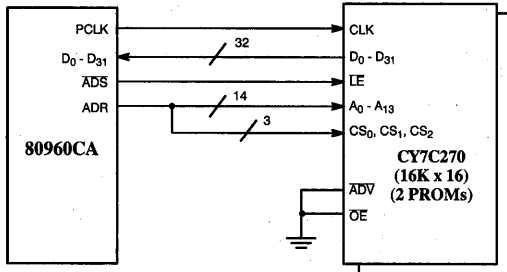 PCLK
CLK
32
D0 - D31
D0 - D31
ADS
LE
14
ADR
A0 - A13
3
CS0, CS1, CS2
80960CA
CY7C270
(16K x 16)
(2 PROMs)
ADV
OE